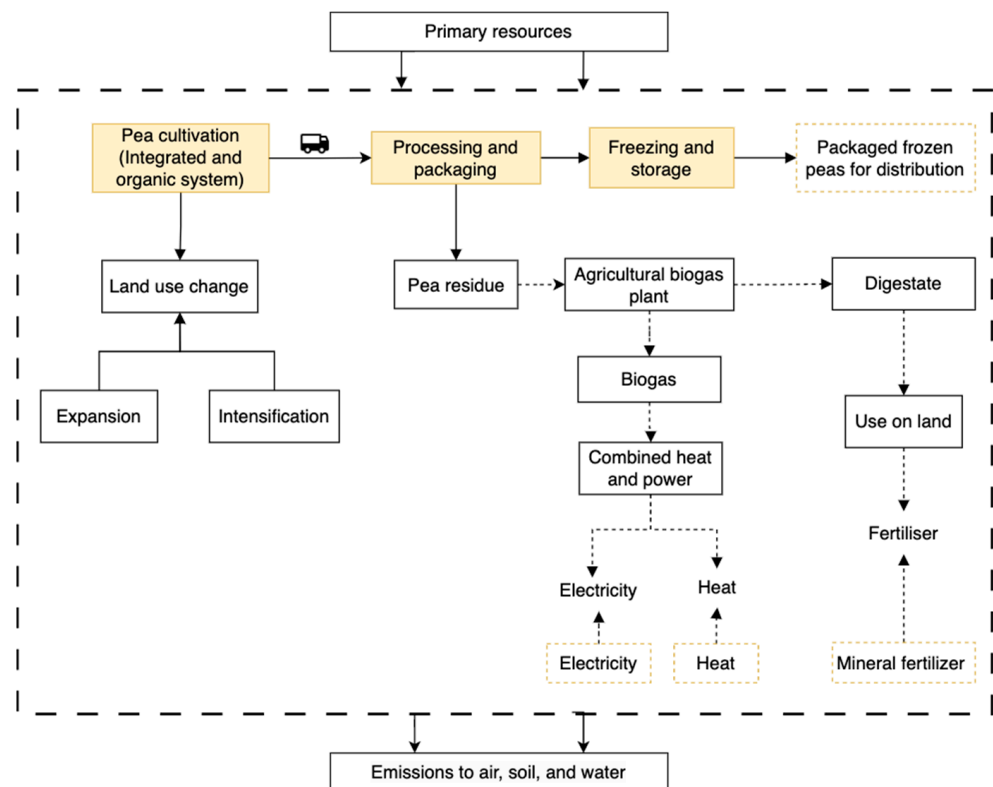 Primary resources
Pea cultivation
(Integrated and
organic system)
Processing and
packaging
Freezing and
storage
Packaged frozen
peas for distribution
Land use change
Pea residue
Agricultural biogas
plant
Digestate
Expansion
Intensification
Biogas
Use on land
Combined heat
and power
Fertiliser
Electricity
Heat
Electricity
Heat
Mineral fertilizer
Emissions to air, soil, and water